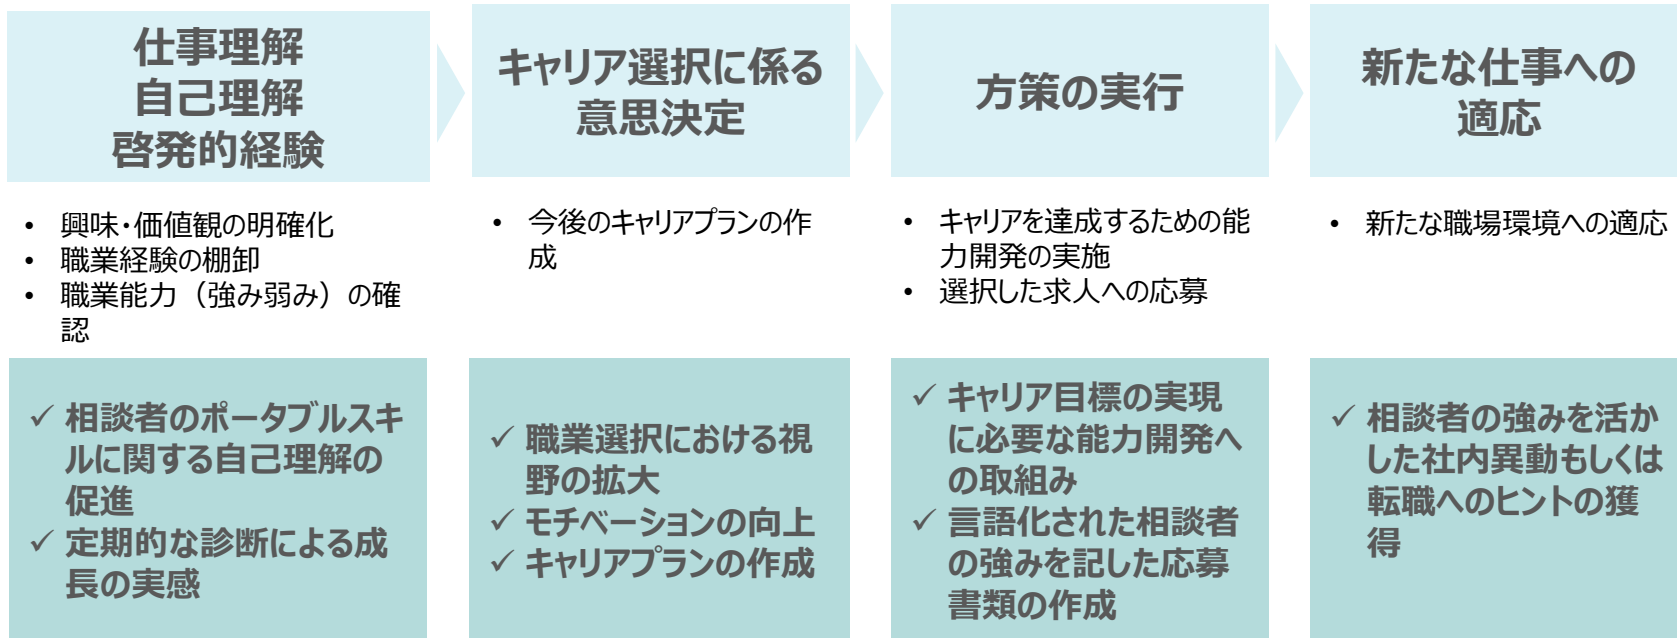 仕事理解
自己理解
啓発的経験
キャリア選択に係る
意思決定
方策の実行
新たな仕事への
適応
• 興味・価値観の明確化
• 職業経験の棚卸
• 職業能力（強み弱み）の確
認
• 今後のキャリアプランの作
成
• キャリアを達成するための能
力開発の実施
• 選択した求人への応募
• 新たな職場環境への適応
✓ 相談者のポータブルスキ
ルに関する自己理解の
促進
✓ 定期的な診断による成
長の実感
✓ 職業選択における視
野の拡大
✓ モチベーションの向上
✓ キャリアプランの作成
✓ キャリア目標の実現
に必要な能力開発へ
の取組み
✓ 言語化された相談者
の強みを記した応募
書類の作成
✓ 相談者の強みを活か
した社内異動もしくは
転職へのヒントの獲
得